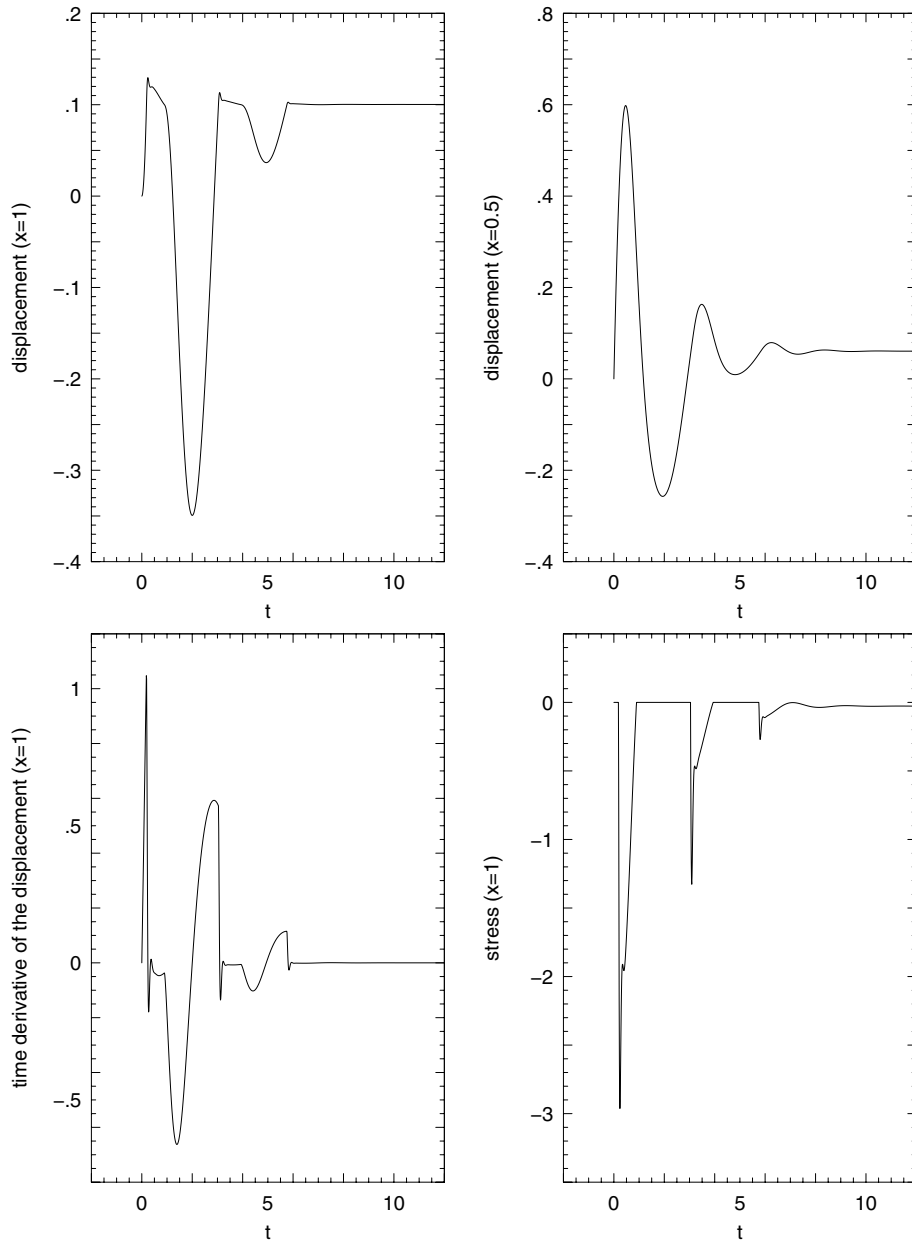 .2
.1
0
−.1
−.2
−.3
−.4
0 5 10
t
displacement (x=1)
.8
.6
.4
.2
0
−.2
−.4
0 5 10
t
displacement (x=0.5)
1
.5
0
−.5
0 5 10
t
time derivative of the displacement (x=1)
0
−1
−2
−3
0 5 10
t
stress (x=1)